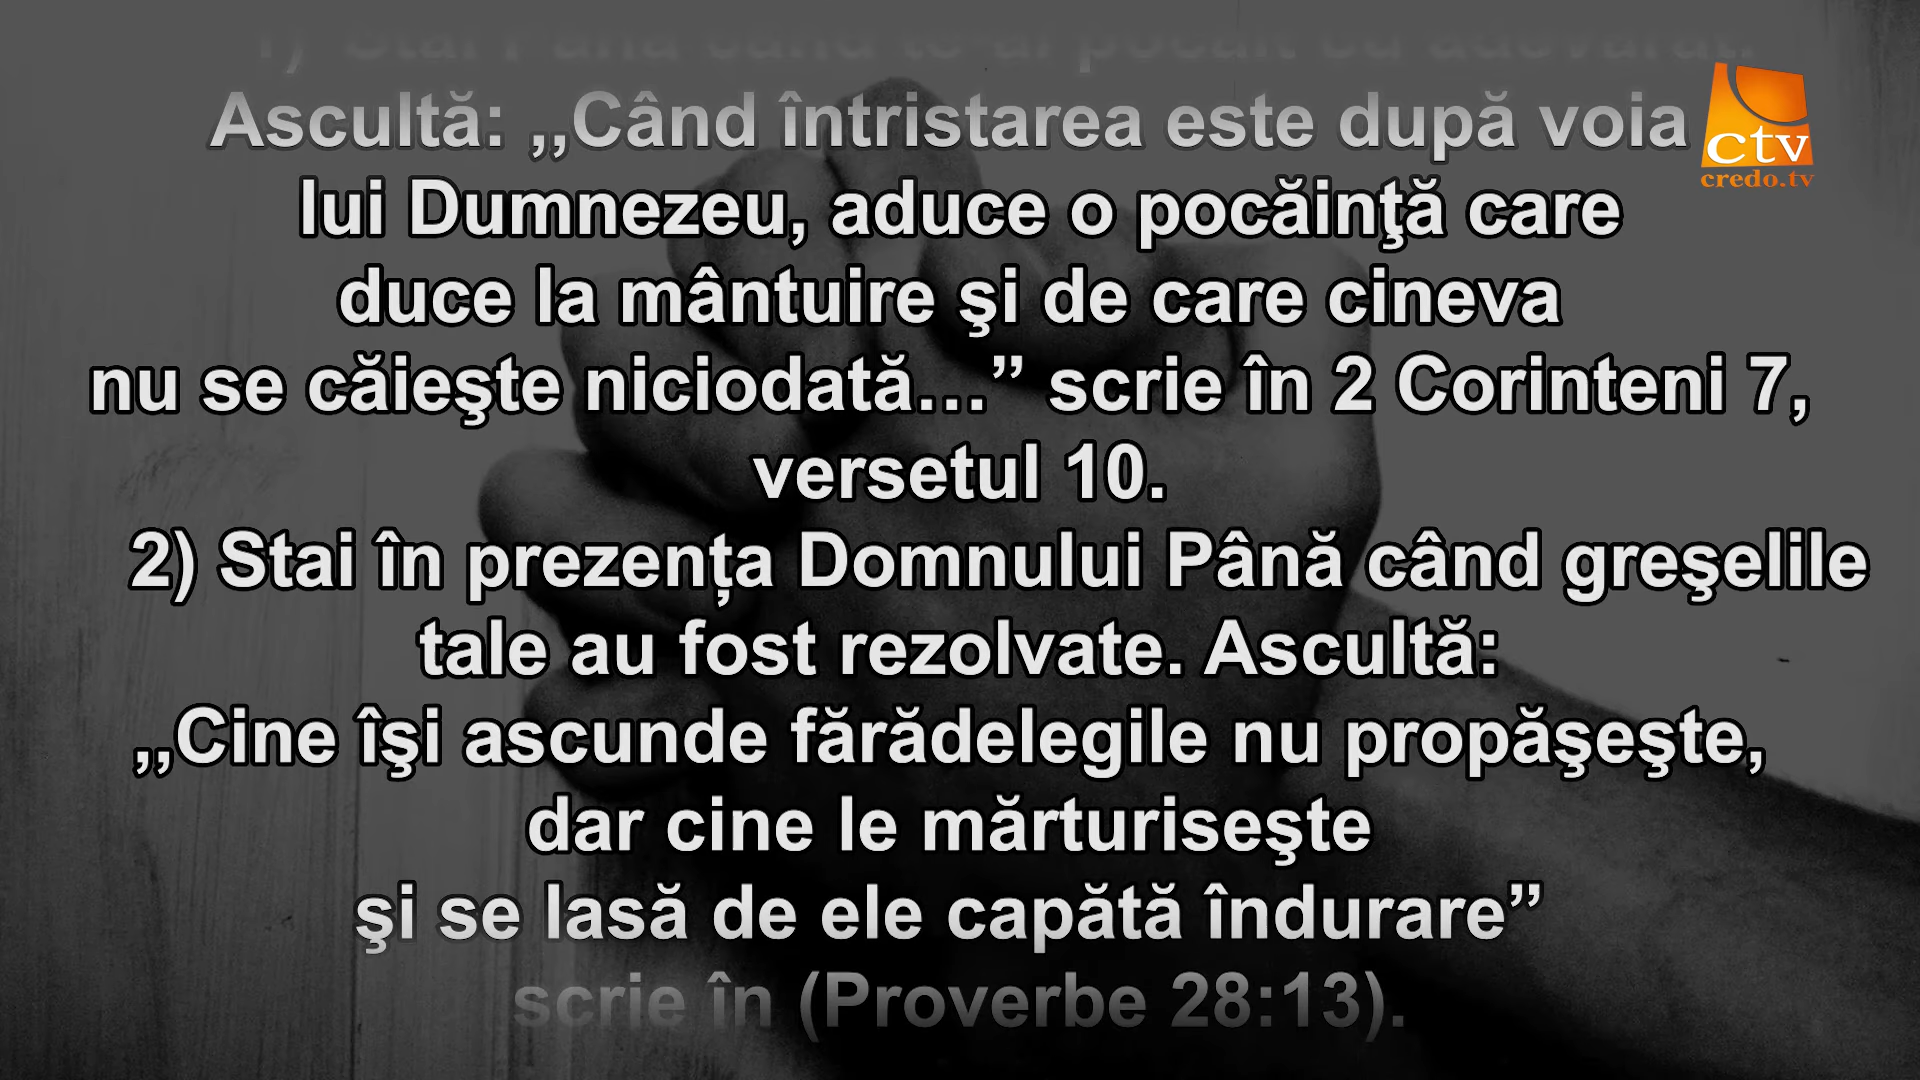 1) Stai Până când te-ai pocăit cu adevărat.
Ascultă: ,,Când întristarea este după voia
lui Dumnezeu, aduce o pocăinţă care
duce la mântuire şi de care cineva
nu se căieşte niciodată…” scrie în 2 Corinteni 7,
versetul 10.
2) Stai în prezența Domnului Până când greşelile
tale au fost rezolvate. Ascultă:
,,Cine îşi ascunde fărădelegile nu propăşeşte,
dar cine le mărturiseşte
şi se lasă de ele capătă îndurare”
scrie în (Proverbe 28:13).
ctv
credo.tv